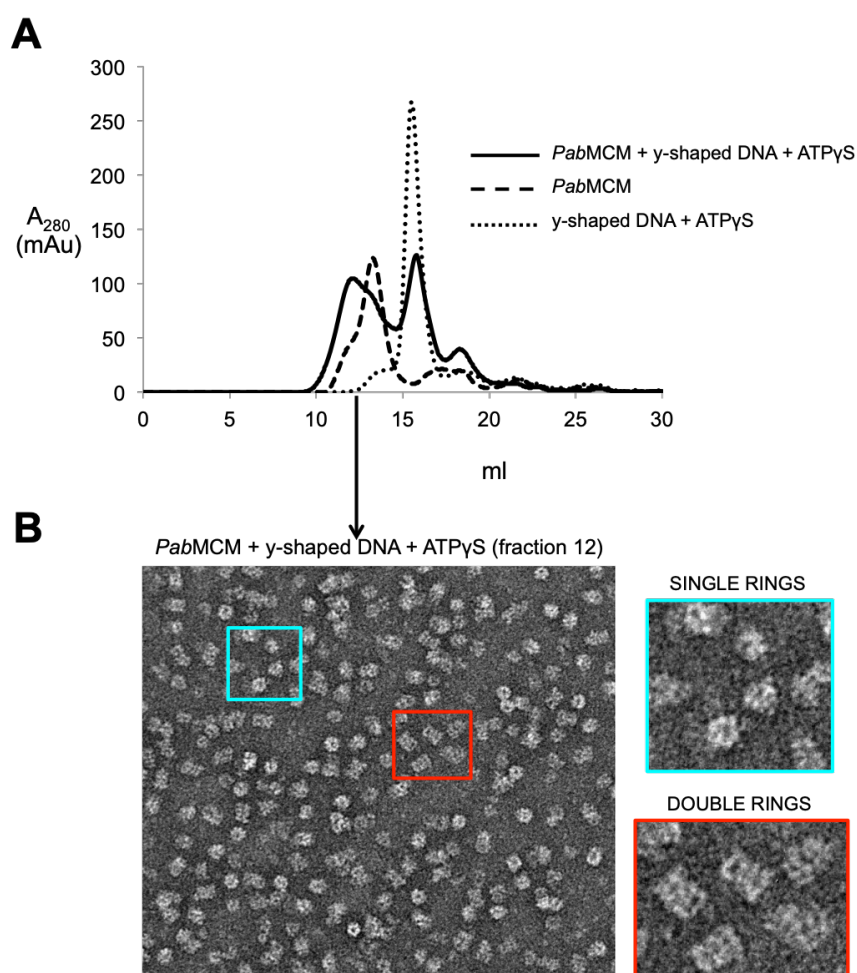 A
300
250
200
150
100
50
0
A280
(mAu)
0 5 10 15 20 25 30
ml
PabMCM + y-shaped DNA + ATPγS
PabMCM
y-shaped DNA + ATPγS
B
PabMCM + y-shaped DNA + ATPγS (fraction 12)
SINGLE RINGS
DOUBLE RINGS